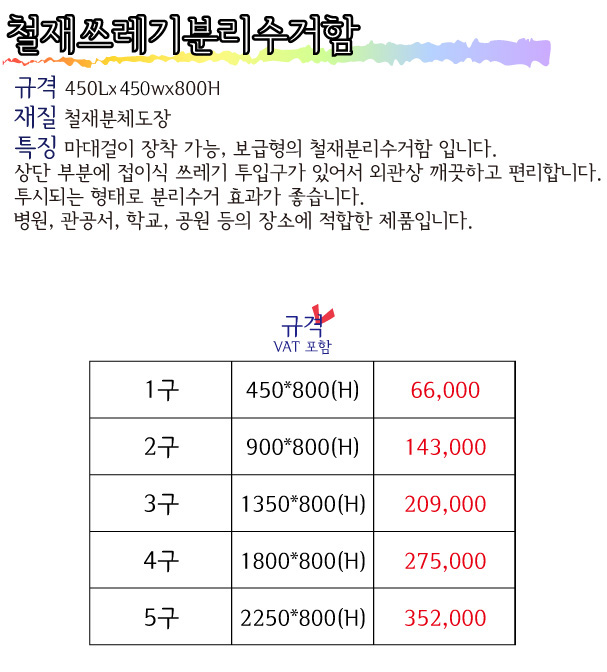 철재쓰레기분리수거함
규격 450Lx450wx800H
재질 철재분체도장
특징 마대걸이 장착 가능, 보급형의 철재분리수거함 입니다.
상단 부분에 접이식 쓰레기 투입구가 있어서 외관상 깨끗하고 편리합니다.
투시되는 형태로 분리수거 효과가 좋습니다.
병원, 관공서, 학교, 공원 등의 장소에 적합한 제품입니다.
규격
VAT 포함
1구 450*800(H) 66,000
2구 900*800(H) 143,000
3구 1350*800(H) 209,000
4구 1800*800(H) 275,000
5구 2250*800(H) 352,000